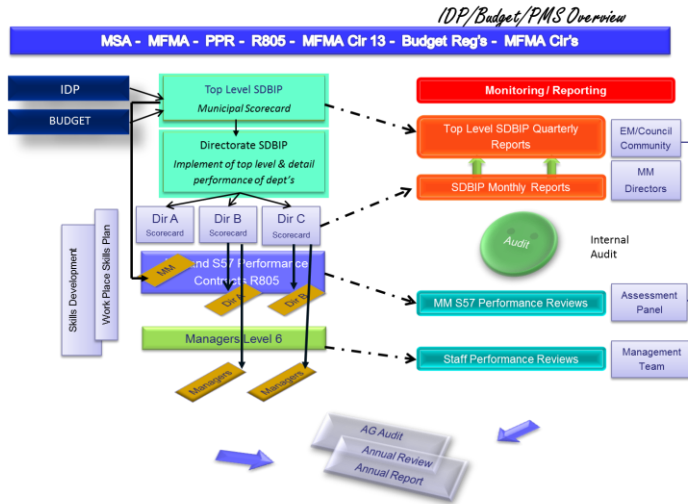 IDP/Budget/PMS Overview
MSA - MFMA - PPR - R805 - MFMA Cir 13 - Budget Reg's - MFMA Cir's
IDP
BUDGET
Top Level SDBIP
Municipal Scorecard
Directorate SDBIP
Implement of top level & detail
performance of dept's
Dir A
Scorecard
Dir B
Scorecard
Dir C
Scorecard
Skills Development
Work Place Skills Plan
MM
and S57 Performance
Contracts R805
Dir A
Dir B
Managers Level 6
Managers
Managers
Monitoring / Reporting
Top Level SDBIP Quarterly
Reports
EM/Council
Community
SDBIP Monthly Reports
MM
Directors
Audit
Internal
Audit
MM S57 Performance Reviews
Assessment
Panel
Staff Performance Reviews
Management
Team
AG Audit
Annual Review
Annual Report